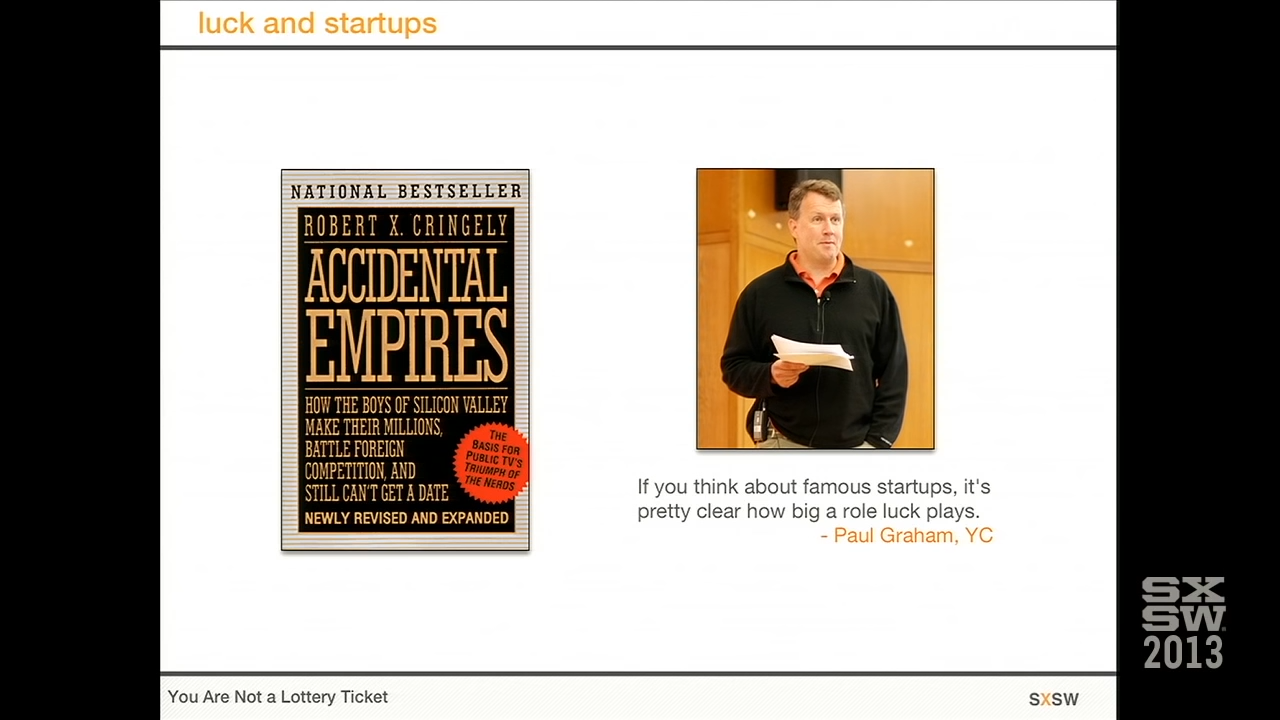 luck and startups
NATIONAL BESTSELLER
ROBERT X. CRINGELY
ACCIDENTAL
EMPIRES
HOW THE BOYS OF SILICON VALLEY
MAKE THEIR MILLIONS,
BATTLE FOREIGN
COMPETITION, AND
STILL CAN'T GET A DATE
THE
BASIS FOR
PUBLIC TV'S
TRIUMPH OF
THE NERDS
NEWLY REVISED AND EXPANDED
If you think about famous startups, it's
pretty clear how big a role luck plays.
- Paul Graham, YC
You Are Not a Lottery Ticket
SXSW
SX
SW
2013